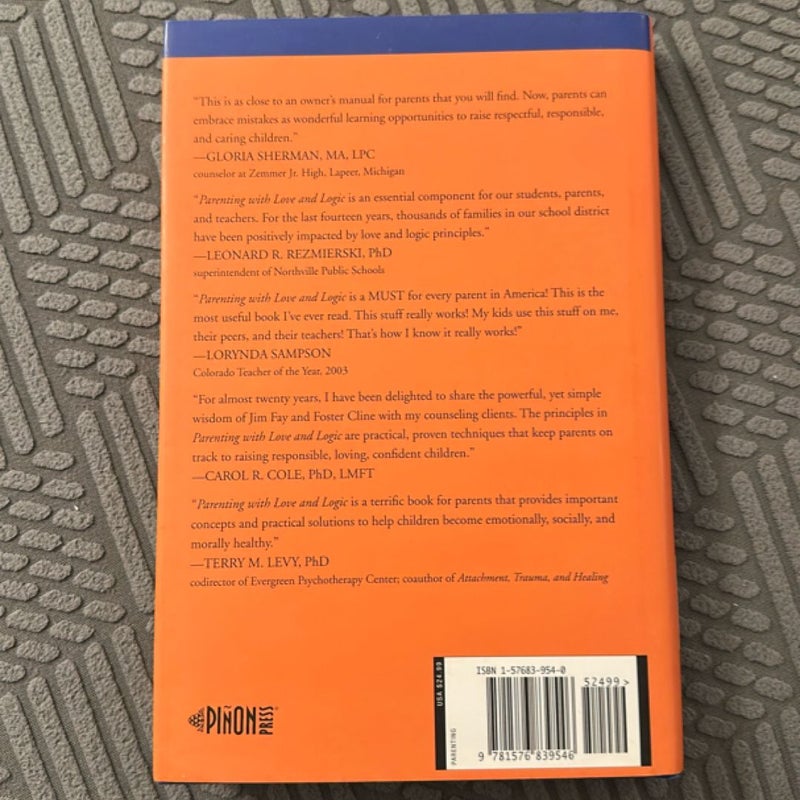 “This is as close to an owner’s manual for parents that you will find. Now, parents can
embrace mistakes as wonderful learning opportunities to raise respectful, responsible,
and caring children.”
—GLORIA SHERMAN, MA, LPC
counselor at Zemmer Jr. High, Lapeer, Michigan
“Parenting with Love and Logic is an essential component for our students, parents,
and teachers. For the last fourteen years, thousands of families in our school district
have been positively impacted by love and logic principles.”
—LEONARD R. REZMIERSKI, PhD
superintendent of Northville Public Schools
“Parenting with Love and Logic is a MUST for every parent in America! This is the
most useful book I’ve ever read. This stuff really works! My kids use this stuff on me,
their peers, and their teachers! That’s how I know it really works!”
—LORYNDA SAMPSON
Colorado Teacher of the Year, 2003
“For almost twenty years, I have been delighted to share the powerful, yet simple
wisdom of Jim Fay and Foster Cline with my counseling clients. The principles in
Parenting with Love and Logic are practical, proven techniques that keep parents on
track to raising responsible, loving, confident children.”
—CAROL R. COLE, PhD, LMFT
“Parenting with Love and Logic is a terrific book for parents that provides important
concepts and practical solutions to help children become emotionally, socially, and
morally healthy.”
—TERRY M. LEVY, PhD
codirector of Evergreen Psychotherapy Center; coauthor of Attachment, Trauma, and Healing
PIÑON PRESS
PARENTING
USA $24.99
ISBN 1-57683-954-0
52499>
9 781576 839546